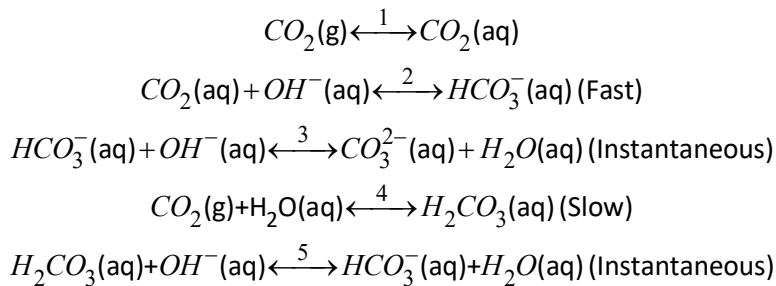 CO₂(g) ⟷¹ CO₂(aq)
CO₂(aq)+OH⁻(aq) ⟷² HCO₃⁻(aq) (Fast)
HCO₃⁻(aq)+OH⁻(aq) ⟷³ CO₃²⁻(aq) + H₂O(aq) (Instantaneous)
CO₂(g)+H₂O(aq) ⟷⁴ H₂CO₃(aq) (Slow)
H₂CO₃(aq)+OH⁻(aq) ⟷⁵ HCO₃⁻(aq)+H₂O(aq) (Instantaneous)